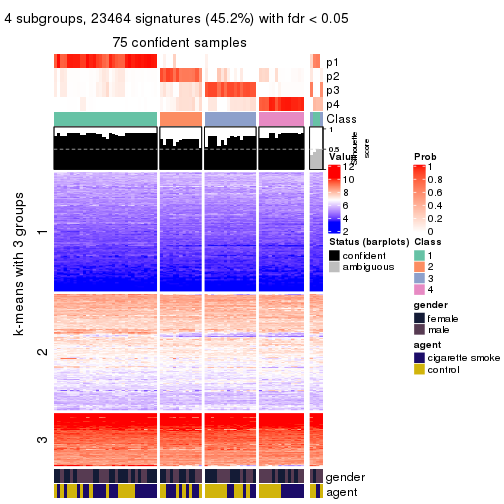 4 subgroups, 23464 signatures (45.2%) with fdr < 0.05
75 confident samples
p1
p2
p3
p4
Class
1
0.5
Silhouette
score
k-means with 3 groups
1
2
3
gender
agent
Value
12
10
8
6
4
2
Status (barplots)
confident
ambiguous
Prob
1
0.8
0.6
0.4
0.2
0
Class
1
2
3
4
gender
female
male
agent
cigarette smoke
control